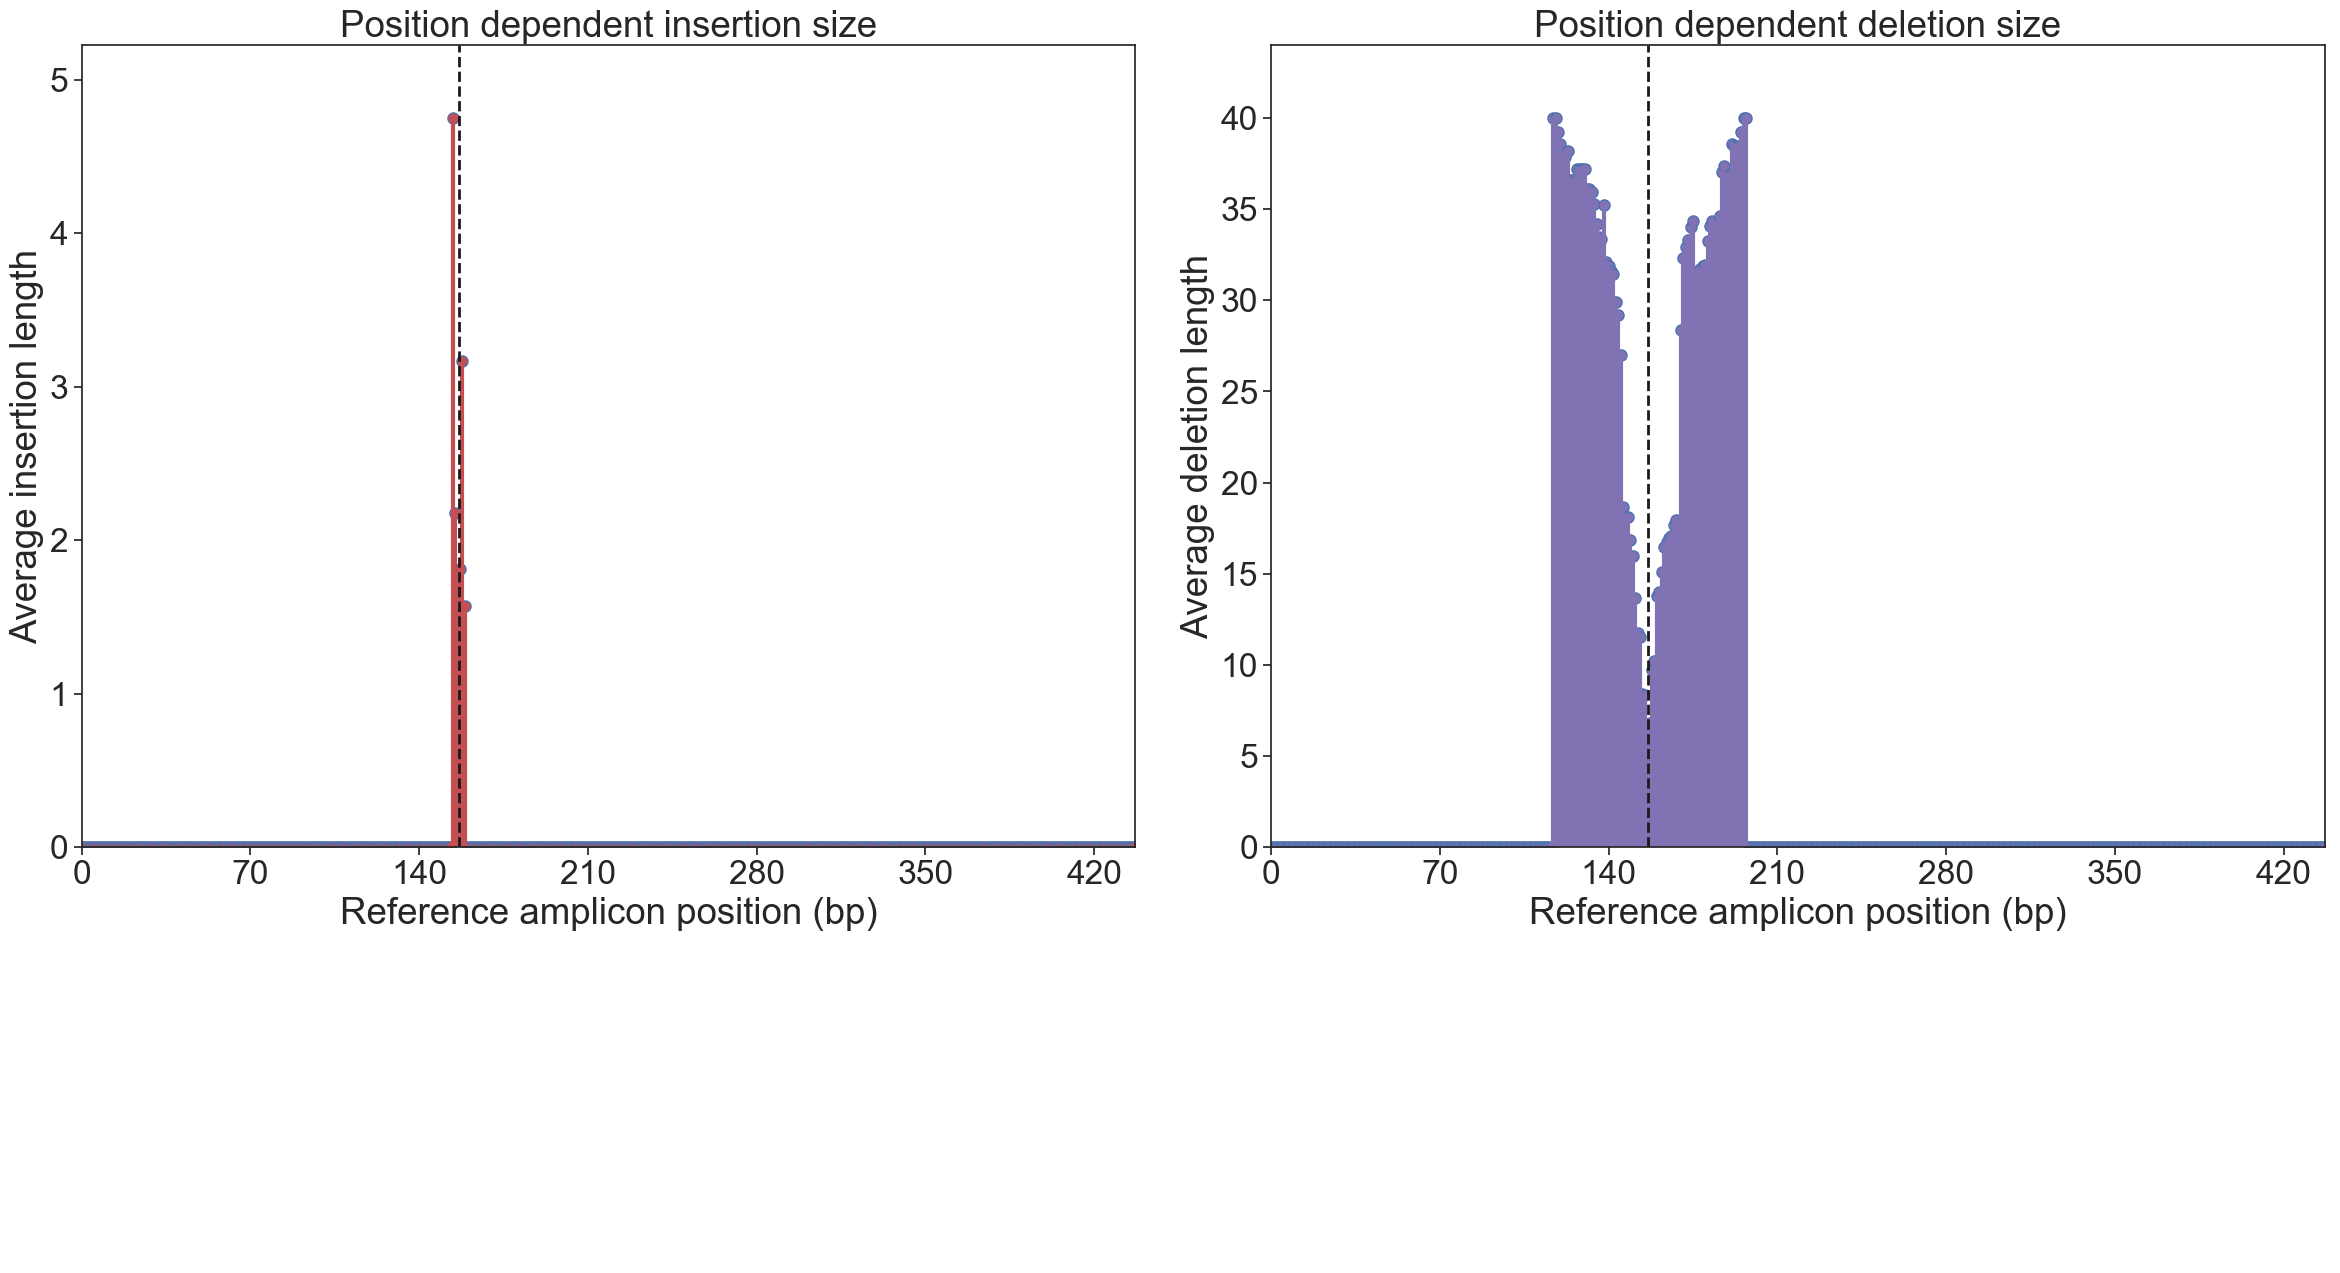 Position dependent insertion size
Average insertion length
5
4
3
2
1
0
0 70 140 210 280 350 420
Reference amplicon position (bp)
Position dependent deletion size
Average deletion length
40
35
30
25
20
15
10
5
0
0 70 140 210 280 350 420
Reference amplicon position (bp)